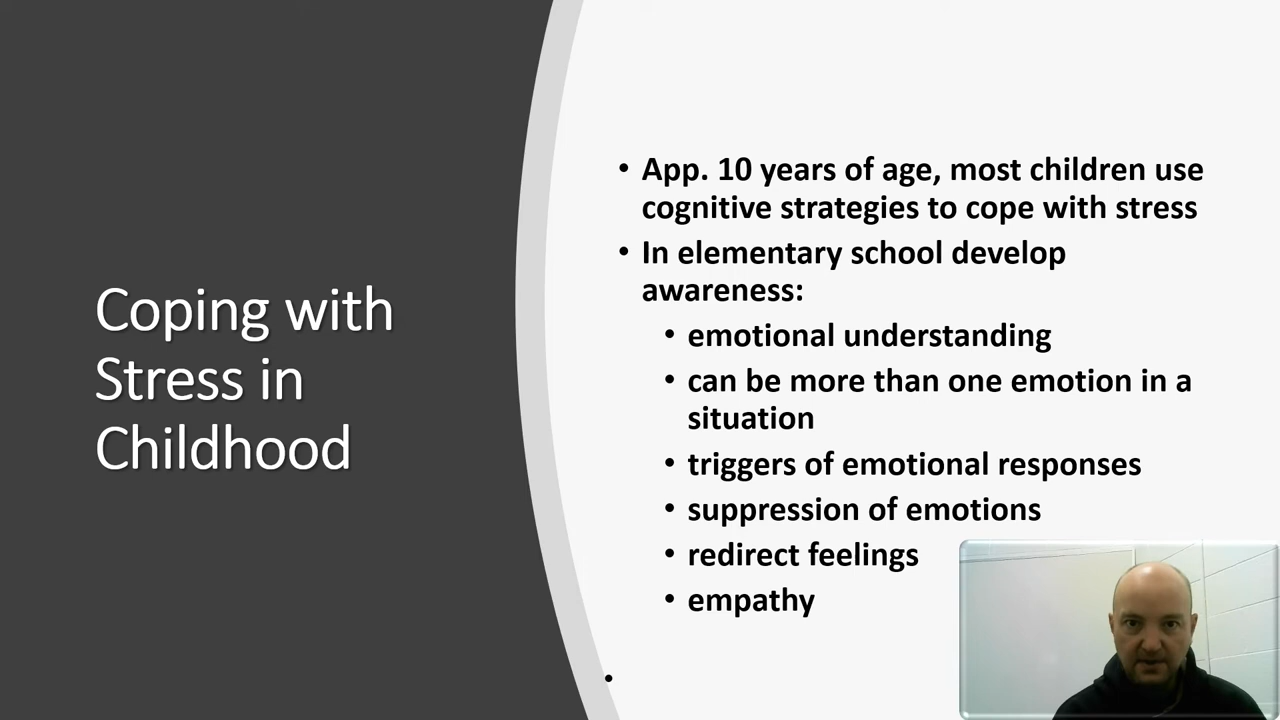 Coping with
Stress in
Childhood
• App. 10 years of age, most children use
cognitive strategies to cope with stress
• In elementary school develop
awareness:
• emotional understanding
• can be more than one emotion in a
situation
• triggers of emotional responses
• suppression of emotions
• redirect feelings
• empathy
•